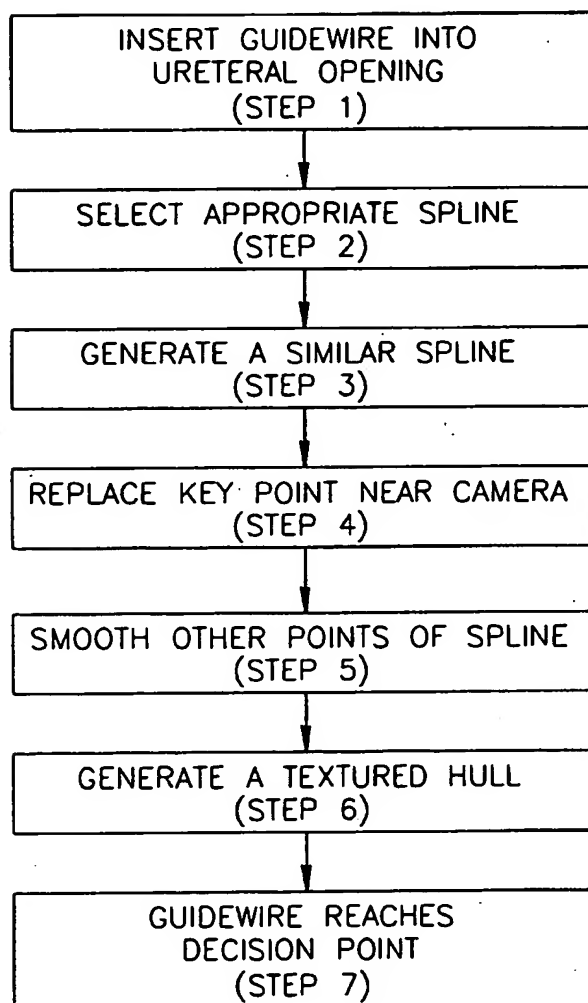 INSERT GUIDEWIRE INTO
URETERAL OPENING
(STEP 1)
SELECT APPROPRIATE SPLINE
(STEP 2)
GENERATE A SIMILAR SPLINE
(STEP 3)
REPLACE KEY POINT NEAR CAMERA
(STEP 4)
SMOOTH OTHER POINTS OF SPLINE
(STEP 5)
GENERATE A TEXTURED HULL
(STEP 6)
GUIDEWIRE REACHES
DECISION POINT
(STEP 7)